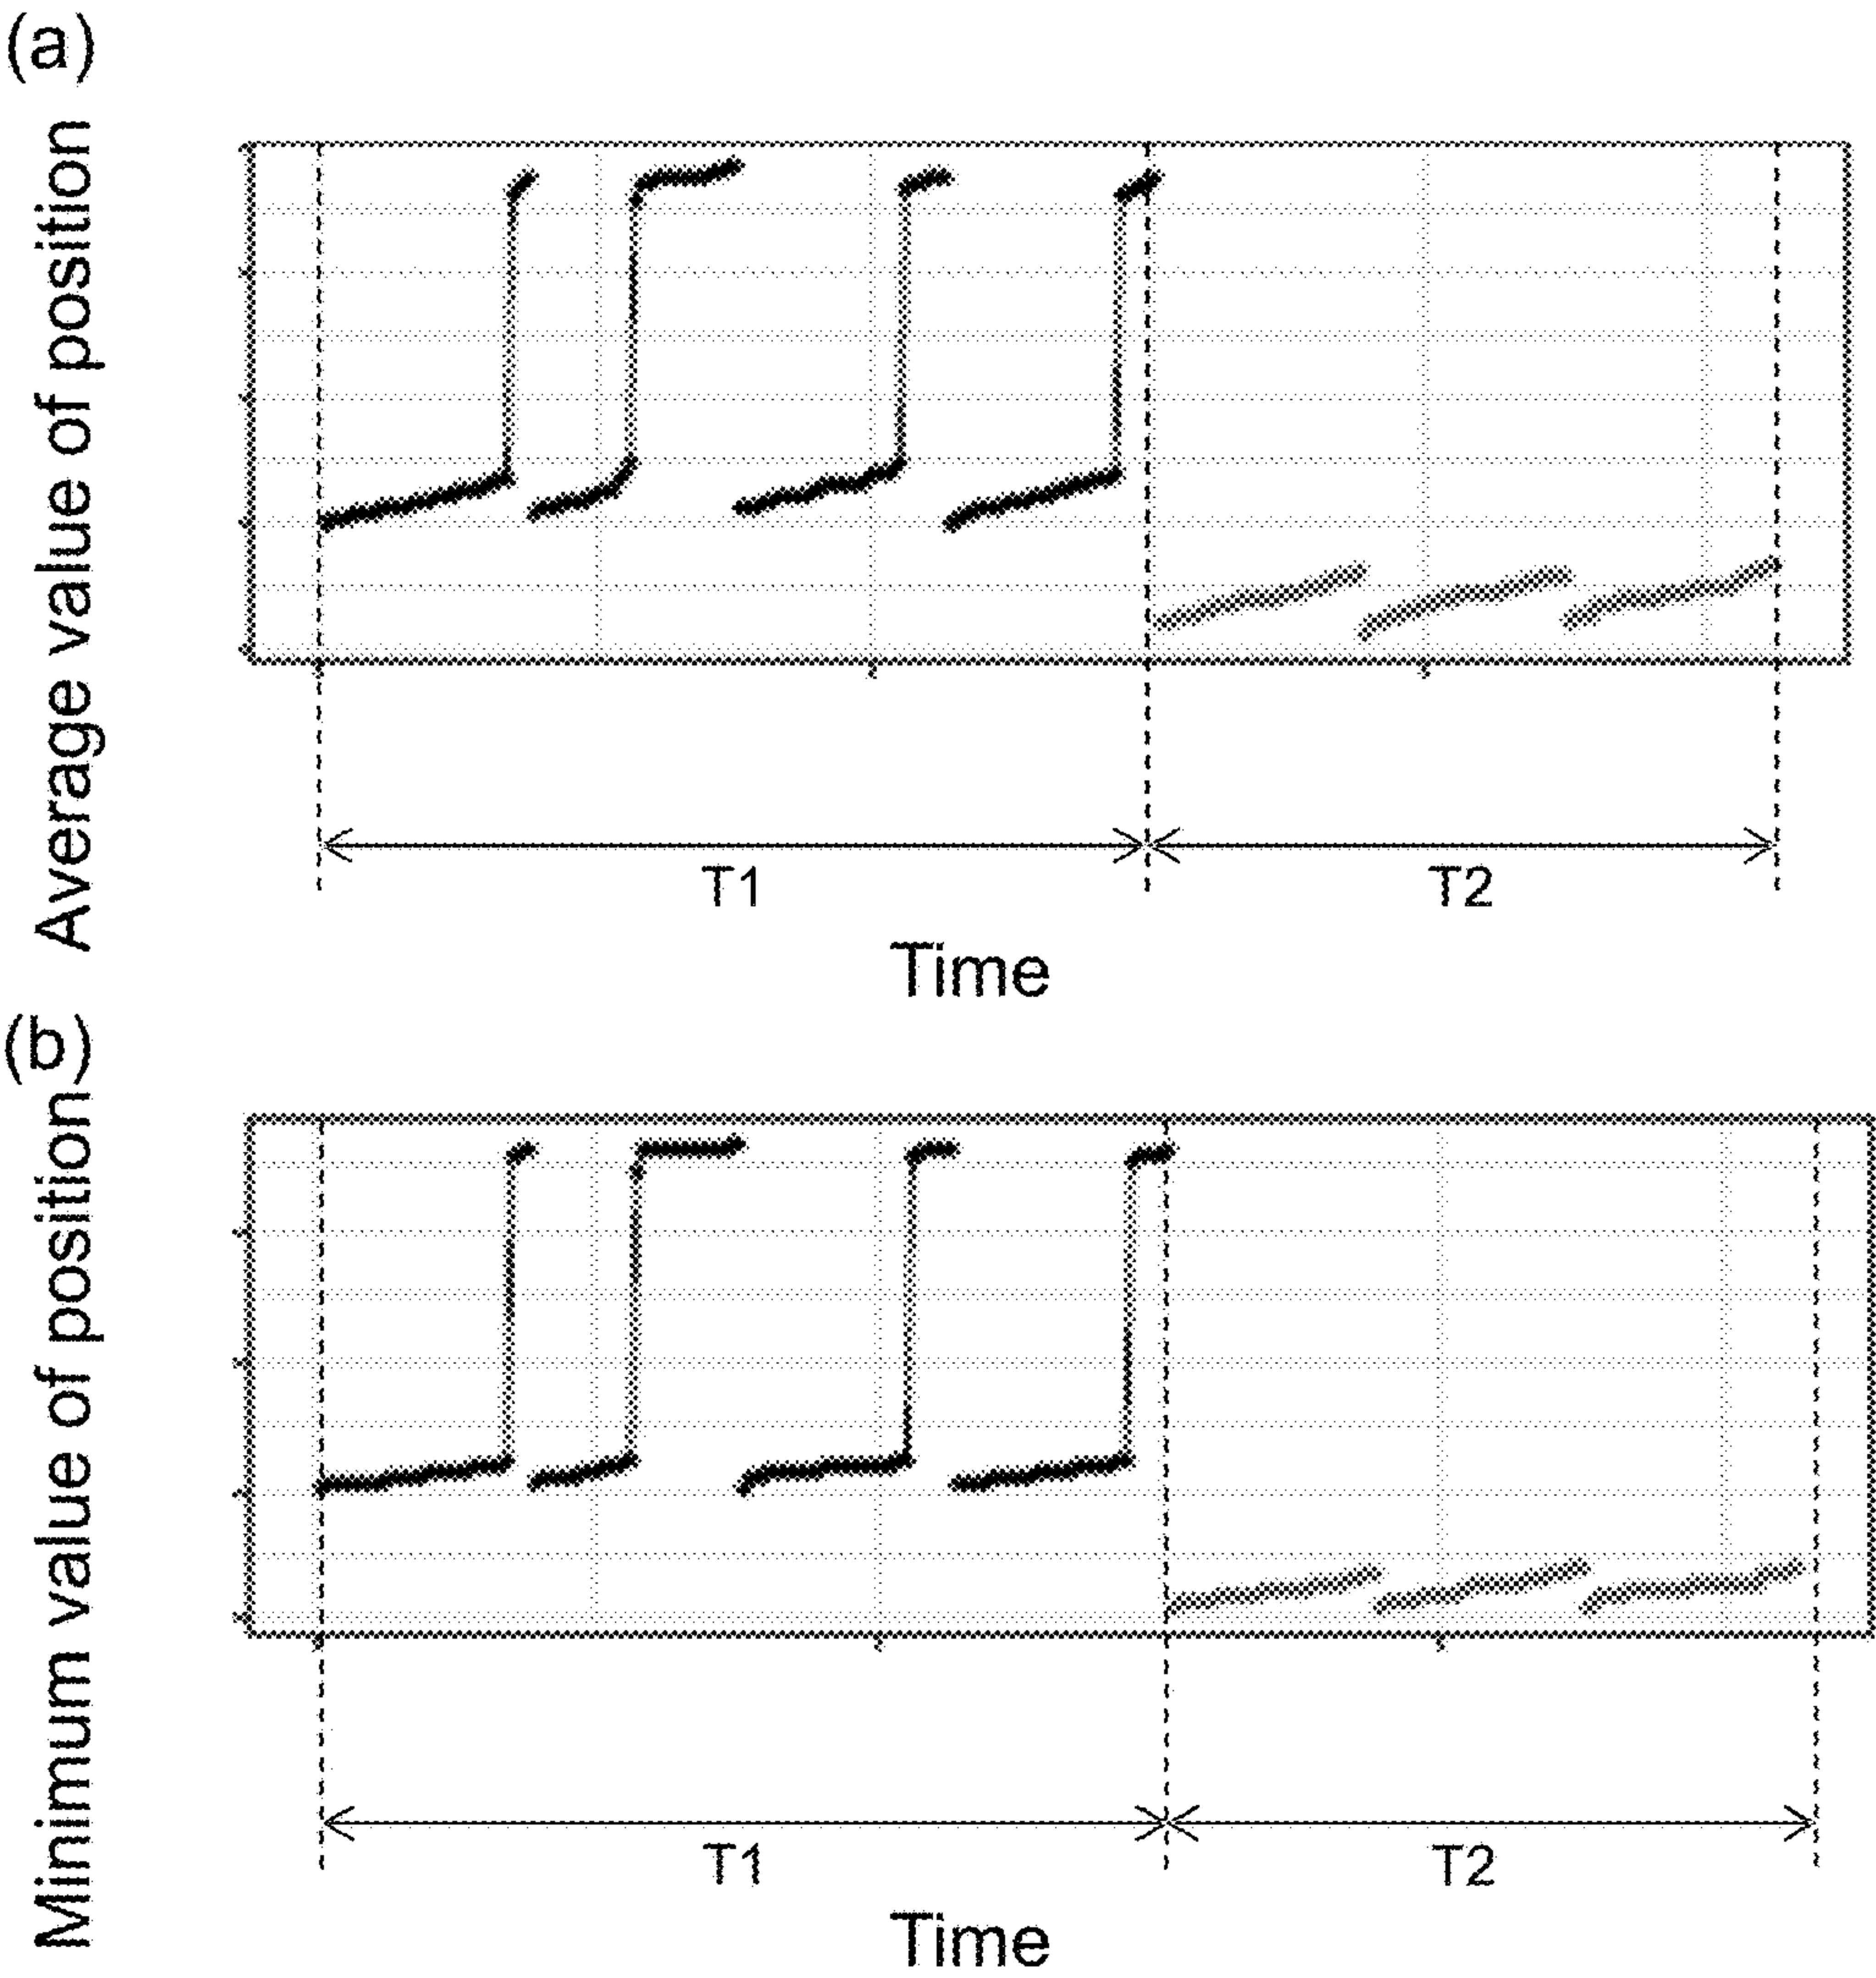 (a)
Average value of position
T1
T2
Time
(b)
Minimum value of position
T1
T2
Time